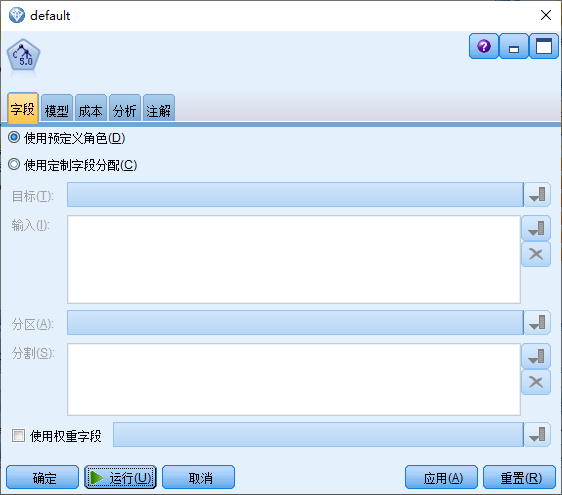 default
C 5.0
字段 模型 成本 分析 注解
使用预定义角色(D)
使用定制字段分配(C)
目标(T):
输入(I):
分区(A):
分割(S):
使用权重字段
确定 运行(U) 取消 应用(A) 重置(R)